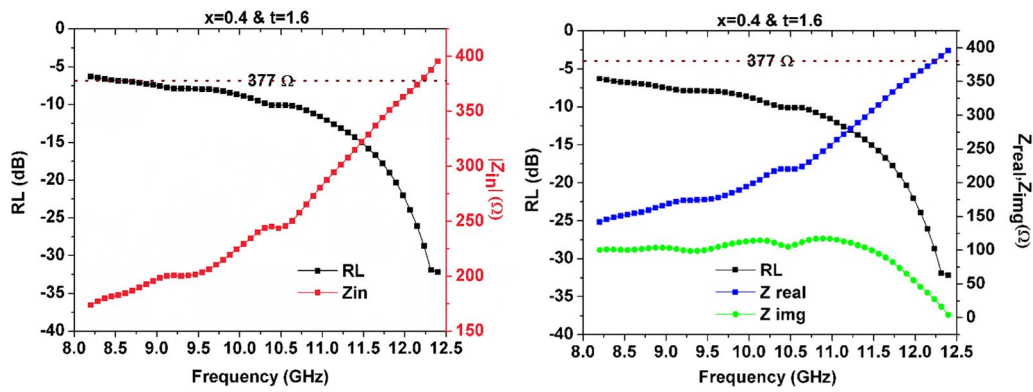 x=0.4 & t=1.6
RL (dB)
0
-5
-10
-15
-20
-25
-30
-35
-40
377 Ω
400
350
300
250
200
150
|Zin| (Ω)
RL
Zin
8.0 8.5 9.0 9.5 10.0 10.5 11.0 11.5 12.0 12.5
Frequency (GHz)
x=0.4 & t=1.6
RL (dB)
0
-5
-10
-15
-20
-25
-30
-35
-40
377 Ω
400
350
300
250
200
150
100
50
0
Zreal,Zimg(Ω)
RL
Z real
Z img
8.0 8.5 9.0 9.5 10.0 10.5 11.0 11.5 12.0 12.5
Frequency (GHz)